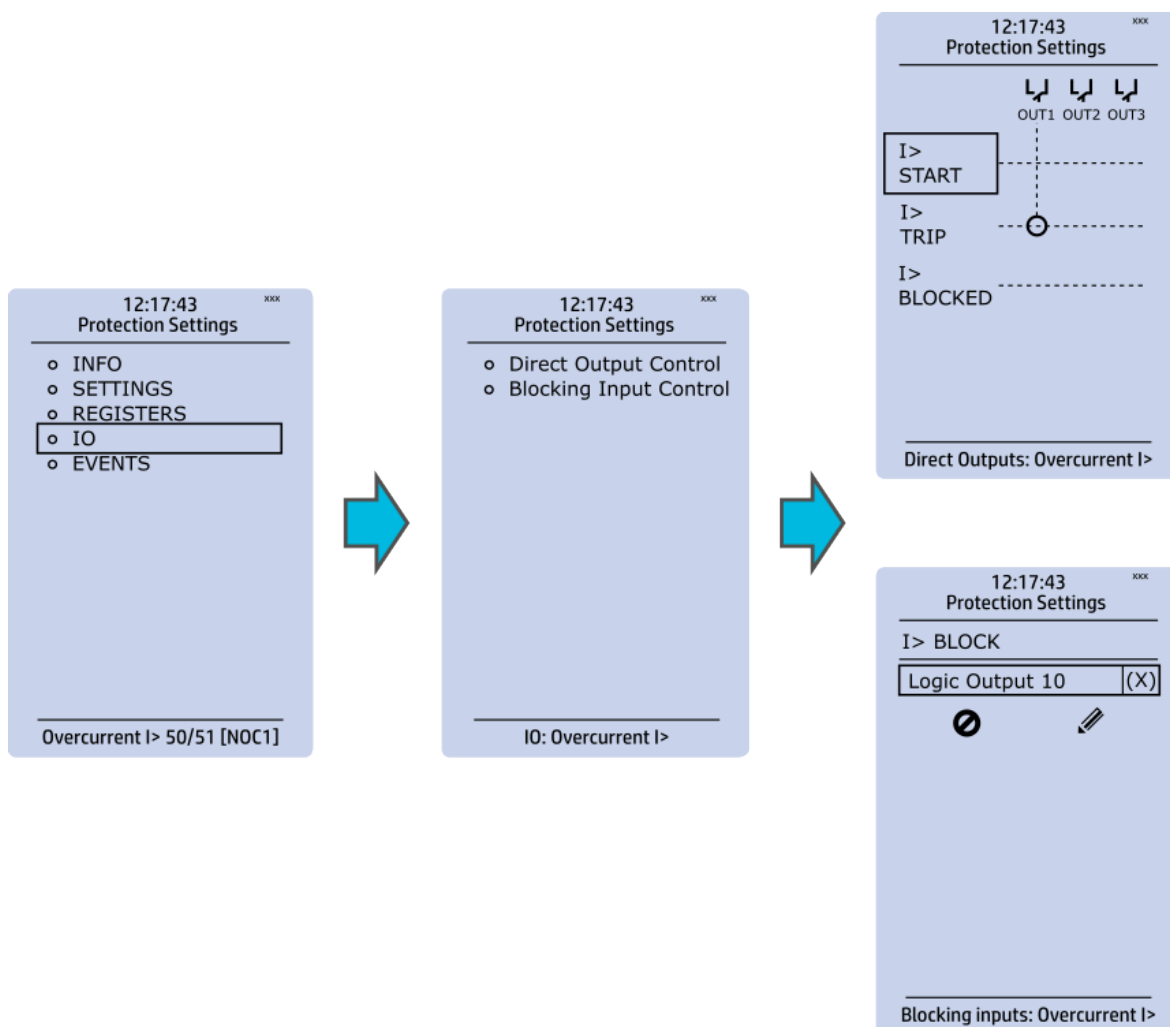 12:17:43 xxx
Protection Settings
INFO
SETTINGS
REGISTERS
IO
EVENTS
Overcurrent I> 50/51 [NOC1]
12:17:43 xxx
Protection Settings
Direct Output Control
Blocking Input Control
IO: Overcurrent I>
12:17:43 xxx
Protection Settings
OUT1 OUT2 OUT3
I>
START
I>
TRIP
I>
BLOCKED
Direct Outputs: Overcurrent I>
12:17:43 xxx
Protection Settings
I> BLOCK
Logic Output 10 (X)
Blocking inputs: Overcurrent I>